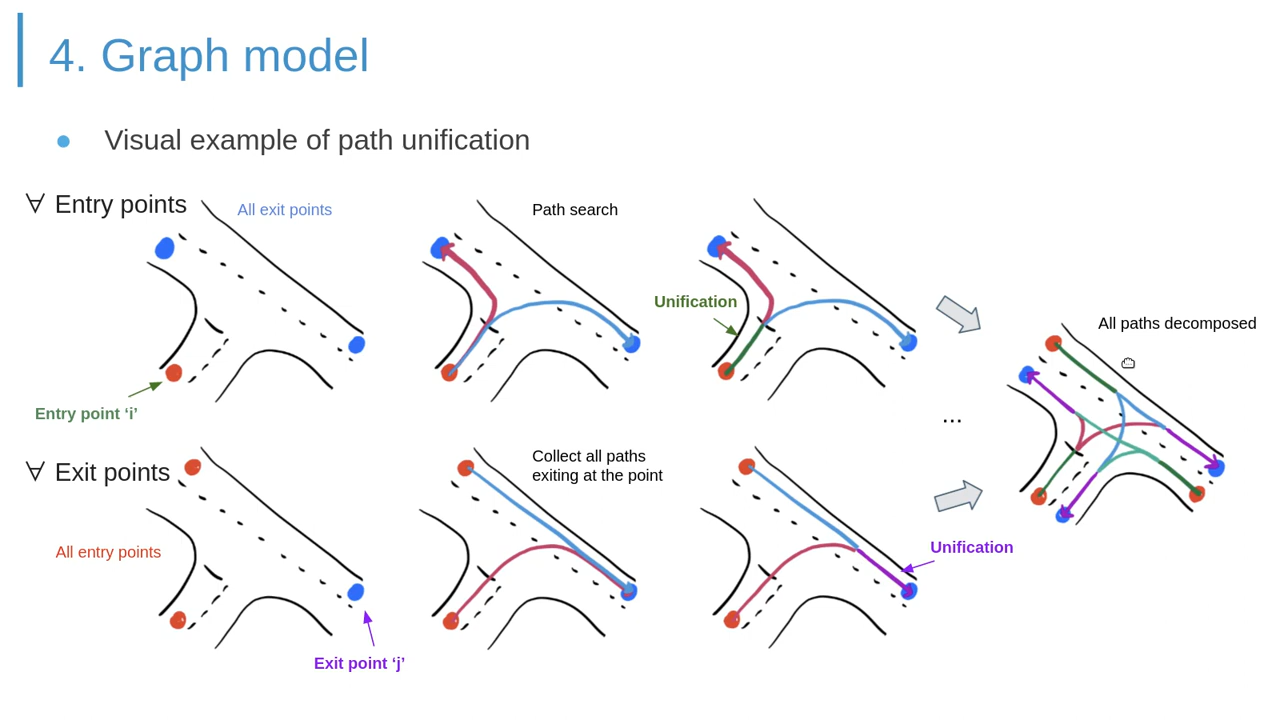 4. Graph model
● Visual example of path unification
∀ Entry points
All exit points
Path search
Unification
Entry point ‘i’
All paths decomposed
...
∀ Exit points
All entry points
Collect all paths
exiting at the point
Unification
Exit point ‘j’